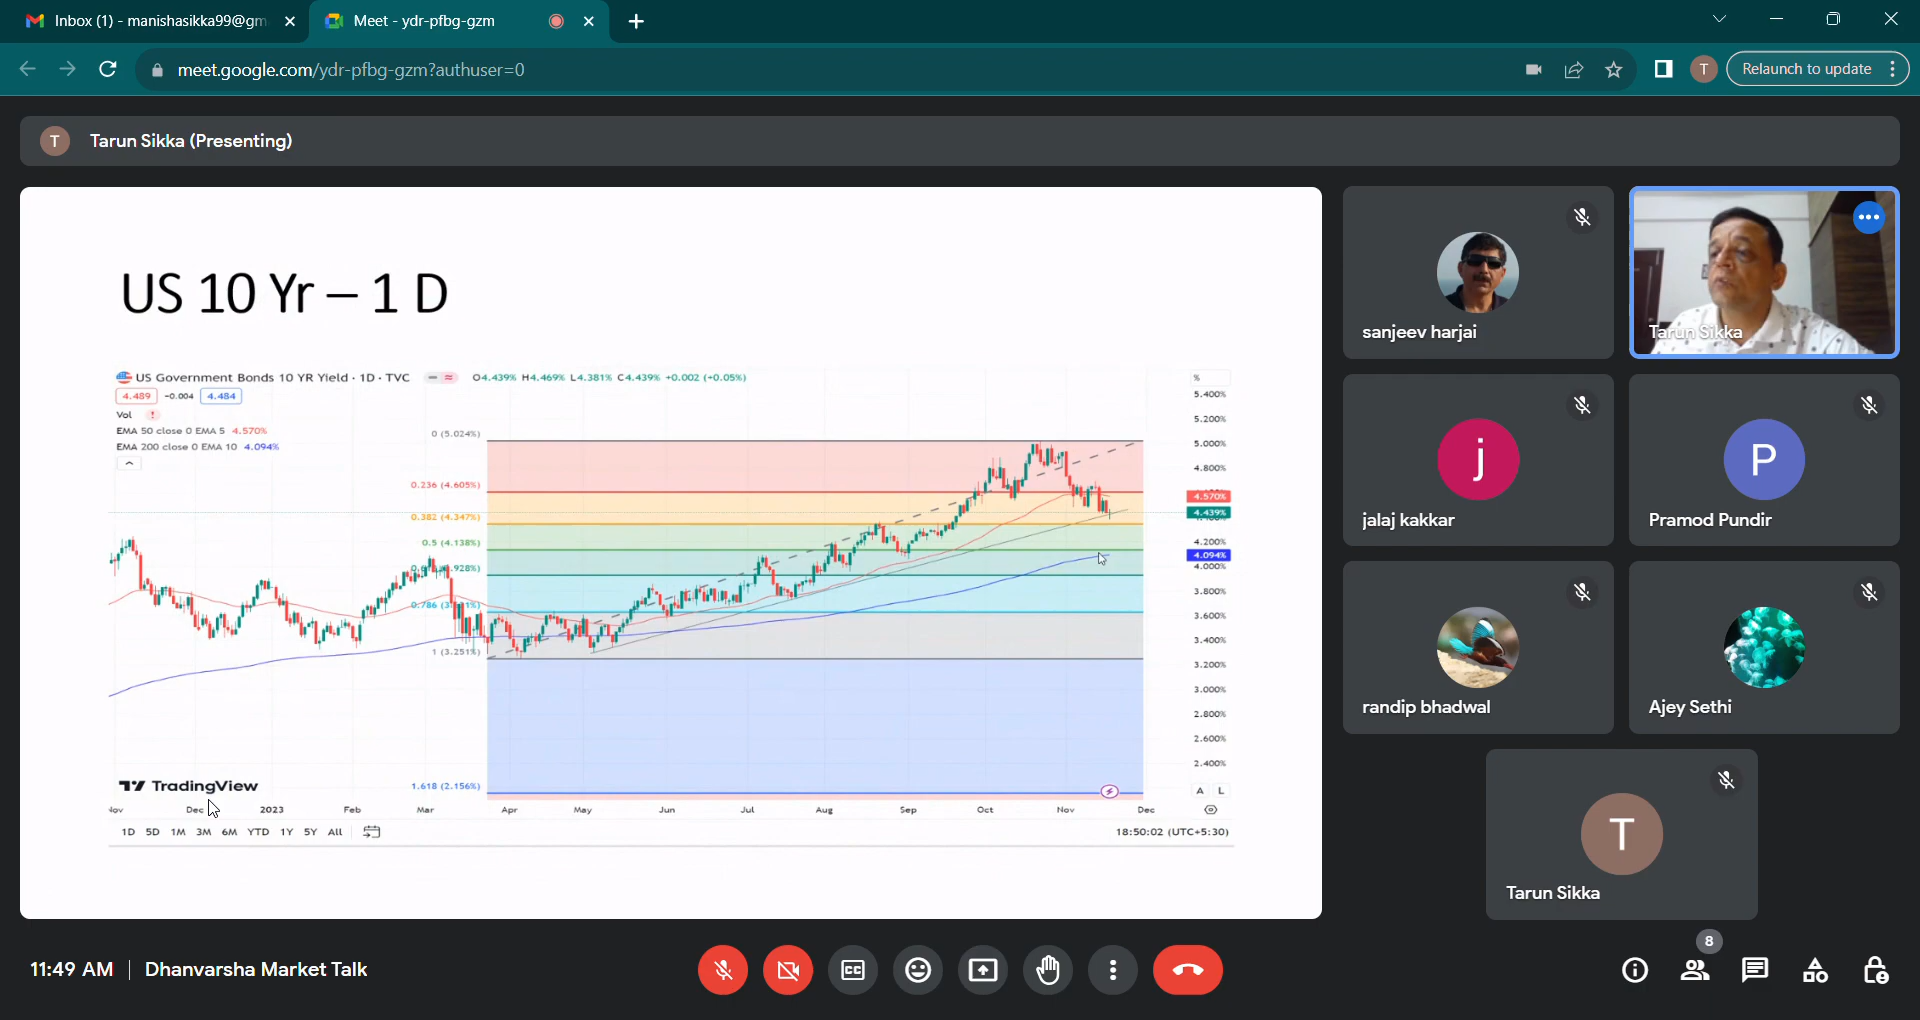 Inbox (1) - manishasikka99@gm
Meet - ydr-pfbg-gzm
meet.google.com/ydr-pfbg-gzm?authuser=0
T
Relaunch to update
T
Tarun Sikka (Presenting)
US 10 Yr – 1 D
US Government Bonds 10 YR Yield · 1D · TVC
O4.439% H4.469% L4.381% C4.439% +0.002 (+0.05%)
%
4.489 -0.004 4.484
Vol !
EMA 50 close 0 EMA 5 4.570%
EMA 200 close 0 EMA 10 4.094%
0 (5.024%)
0.236 (4.605%)
0.382 (4.347%)
0.5 (4.138%)
0.786
1 (3.251%)
1.618 (2.156%)
5.400%
5.200%
5.000%
4.800%
4.570%
4.439%
4.200%
4.094%
4.000%
3.800%
3.600%
3.400%
3.200%
3.000%
2.800%
2.600%
2.400%
A L
TradingView
Nov Dec 2023 Feb Mar Apr May Jun Jul Aug Sep Oct Nov Dec
1D 5D 1M 3M 6M YTD 1Y 5Y All
18:50:02 (UTC+5:30)
sanjeev harjai
Tarun Sikka
j
jalaj kakkar
P
Pramod Pundir
randip bhadwal
Ajey Sethi
T
Tarun Sikka
11:49 AM | Dhanvarsha Market Talk
CC
8